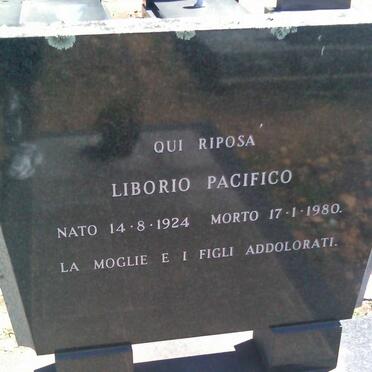 QUI RIPOSA
LIBORIO PACIFICO
NATO 14·8·1924 MORTO 17·1·1980.
LA MOGLIE E I FIGLI ADDOLORATI.